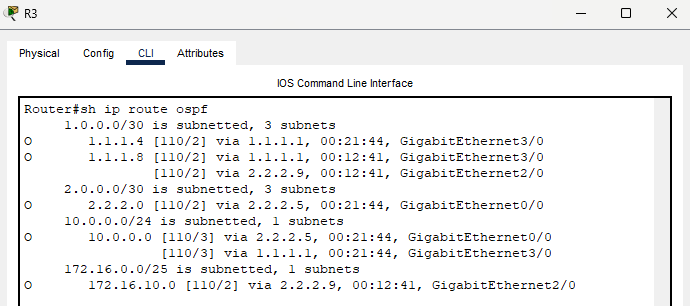 R3
Physical Config CLI Attributes
IOS Command Line Interface
Router#sh ip route ospf
     1.0.0.0/30 is subnetted, 3 subnets
O       1.1.1.4 [110/2] via 1.1.1.1, 00:21:44, GigabitEthernet3/0
O       1.1.1.8 [110/2] via 1.1.1.1, 00:12:41, GigabitEthernet3/0
                [110/2] via 2.2.2.9, 00:12:41, GigabitEthernet2/0
     2.0.0.0/30 is subnetted, 3 subnets
O       2.2.2.0 [110/2] via 2.2.2.5, 00:21:44, GigabitEthernet0/0
     10.0.0.0/24 is subnetted, 1 subnets
O       10.0.0.0 [110/3] via 2.2.2.5, 00:21:44, GigabitEthernet0/0
                 [110/3] via 1.1.1.1, 00:21:44, GigabitEthernet3/0
     172.16.0.0/25 is subnetted, 1 subnets
O       172.16.10.0 [110/2] via 2.2.2.9, 00:12:41, GigabitEthernet2/0